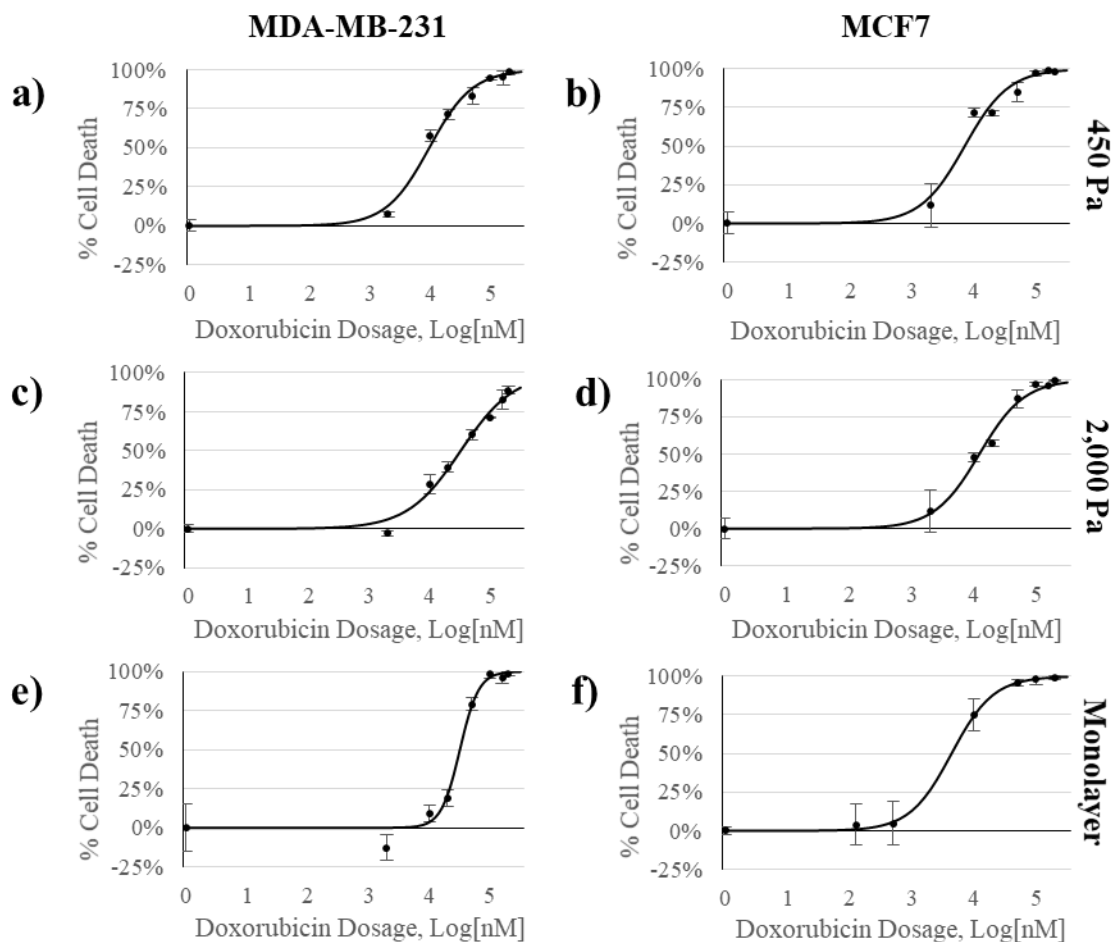 MDA-MB-231
MCF7
a)
% Cell Death
100%
75%
50%
25%
0%
-25%
0 1 2 3 4 5
Doxorubicin Dosage, Log[nM]
b)
% Cell Death
100%
75%
50%
25%
0%
-25%
0 1 2 3 4 5
Doxorubicin Dosage, Log[nM]
450 Pa
c)
% Cell Death
100%
75%
50%
25%
0%
-25%
0 1 2 3 4 5
Doxorubicin Dosage, Log[nM]
d)
% Cell Death
100%
75%
50%
25%
0%
-25%
0 1 2 3 4 5
Doxorubicin Dosage, Log[nM]
2,000 Pa
e)
% Cell Death
100%
75%
50%
25%
0%
-25%
0 1 2 3 4 5
Doxorubicin Dosage, Log[nM]
f)
% Cell Death
100%
75%
50%
25%
0%
-25%
0 1 2 3 4 5
Doxorubicin Dosage, Log[nM]
Monolayer